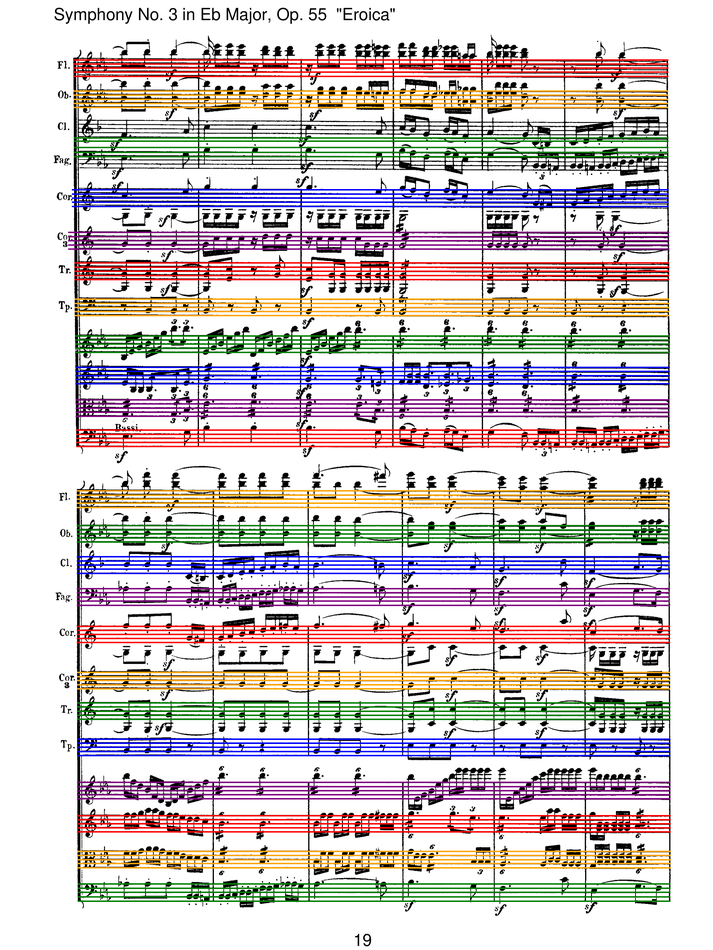 Symphony No. 3 in Eb Major, Op. 55 "Eroica"
Fl.
Ob.
Cl.
Fag.
Cor
Cor.
3
Tr.
Tp.
Bassi
Fl.
Ob.
Cl.
Fag.
Cor.
Cor.
3
Tr.
Tp.
19